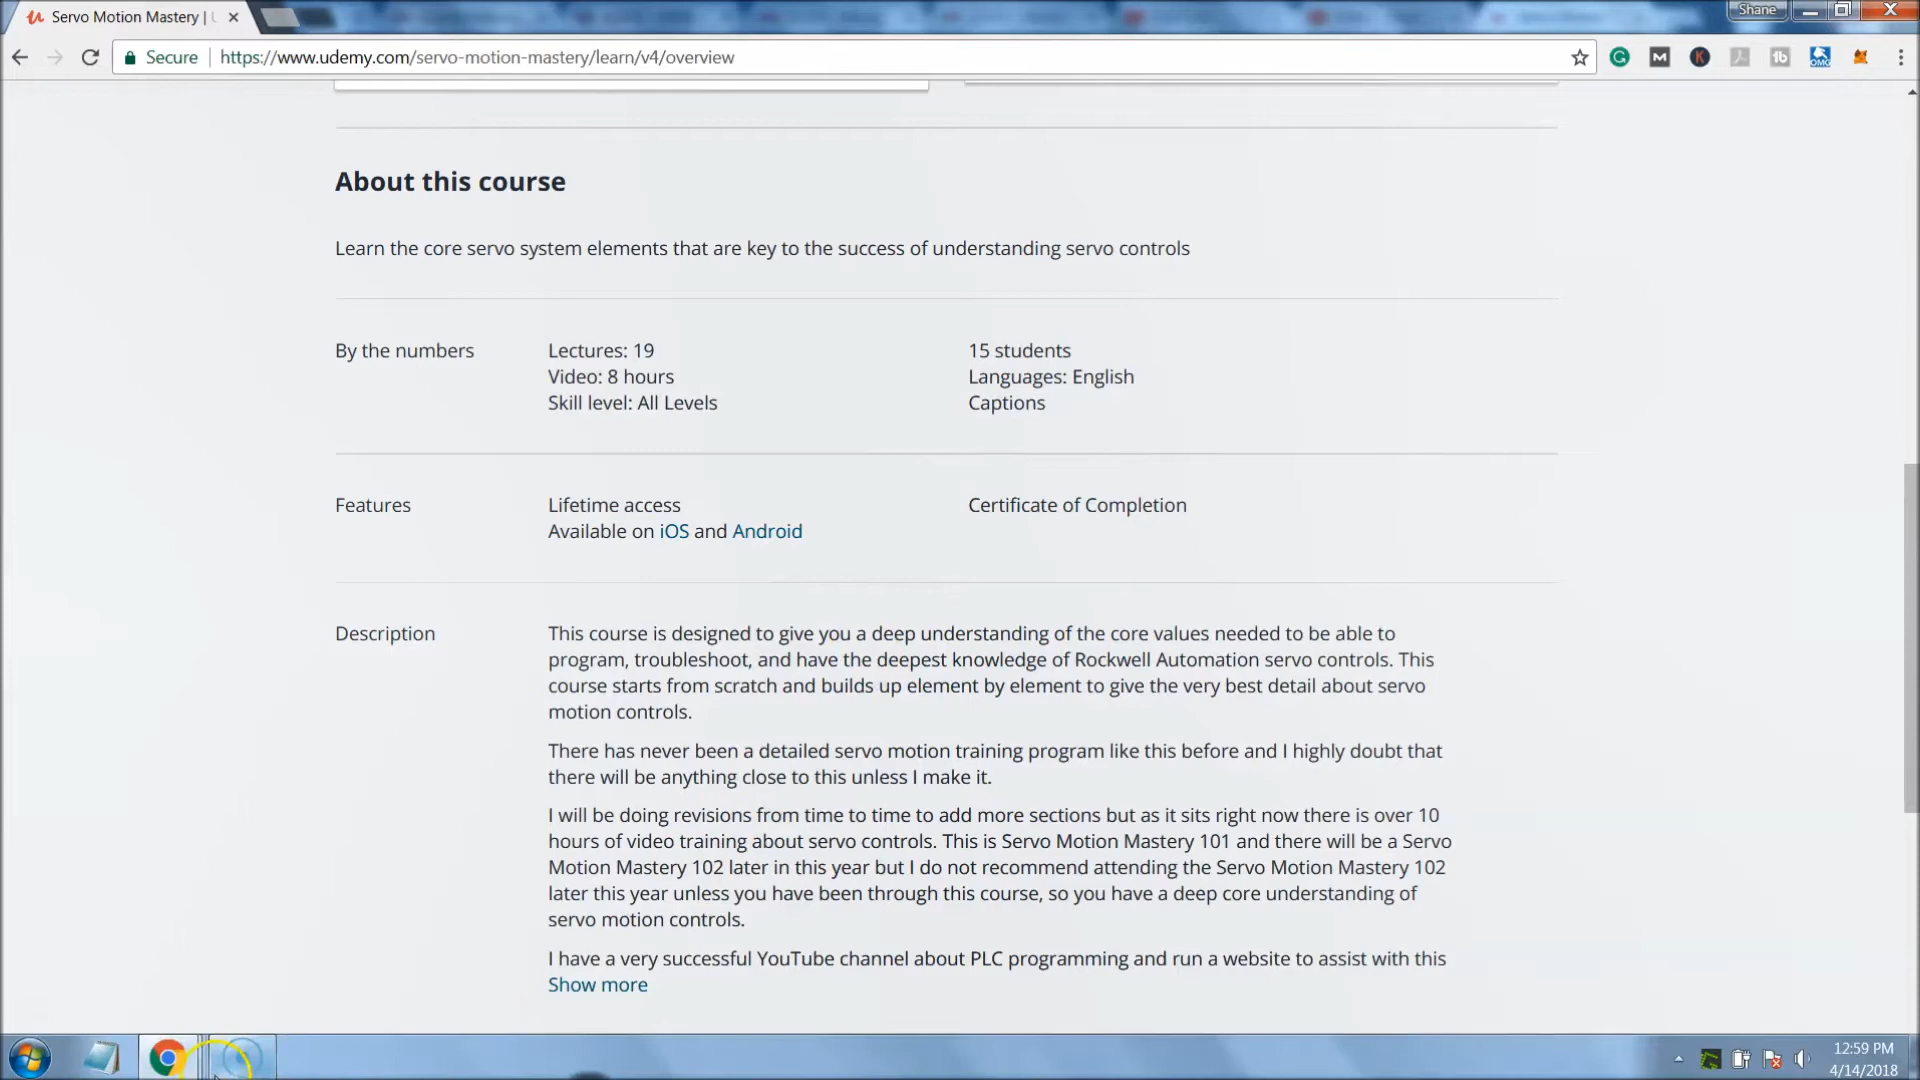 Servo Motion Mastery |
Shane
Secure
https://www.udemy.com/servo-motion-mastery/learn/v4/overview
About this course
Learn the core servo system elements that are key to the success of understanding servo controls
By the numbers
Lectures: 19
Video: 8 hours
Skill level: All Levels
15 students
Languages: English
Captions
Features
Lifetime access
Available on iOS and Android
Certificate of Completion
Description
This course is designed to give you a deep understanding of the core values needed to be able to
program, troubleshoot, and have the deepest knowledge of Rockwell Automation servo controls. This
course starts from scratch and builds up element by element to give the very best detail about servo
motion controls.
There has never been a detailed servo motion training program like this before and I highly doubt that
there will be anything close to this unless I make it.
I will be doing revisions from time to time to add more sections but as it sits right now there is over 10
hours of video training about servo controls. This is Servo Motion Mastery 101 and there will be a Servo
Motion Mastery 102 later in this year but I do not recommend attending the Servo Motion Mastery 102
later this year unless you have been through this course, so you have a deep core understanding of
servo motion controls.
I have a very successful YouTube channel about PLC programming and run a website to assist with this
Show more
12:59 PM
4/14/2018